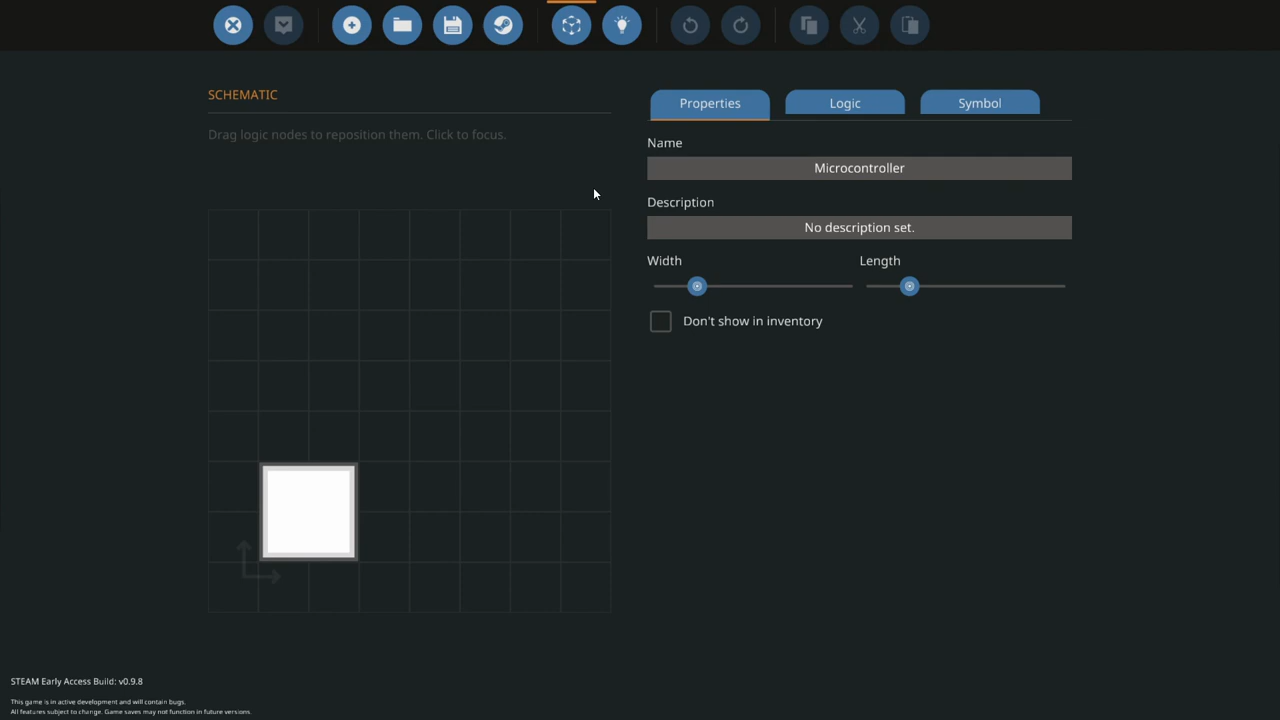 SCHEMATIC
Drag logic nodes to reposition them. Click to focus.
Properties
Logic
Symbol
Name
Microcontroller
Description
No description set.
Width
Length
Don't show in inventory
STEAM Early Access Build: v0.9.8
This game is in active development and will contain bugs.
All features subject to change. Game saves may not function in future versions.